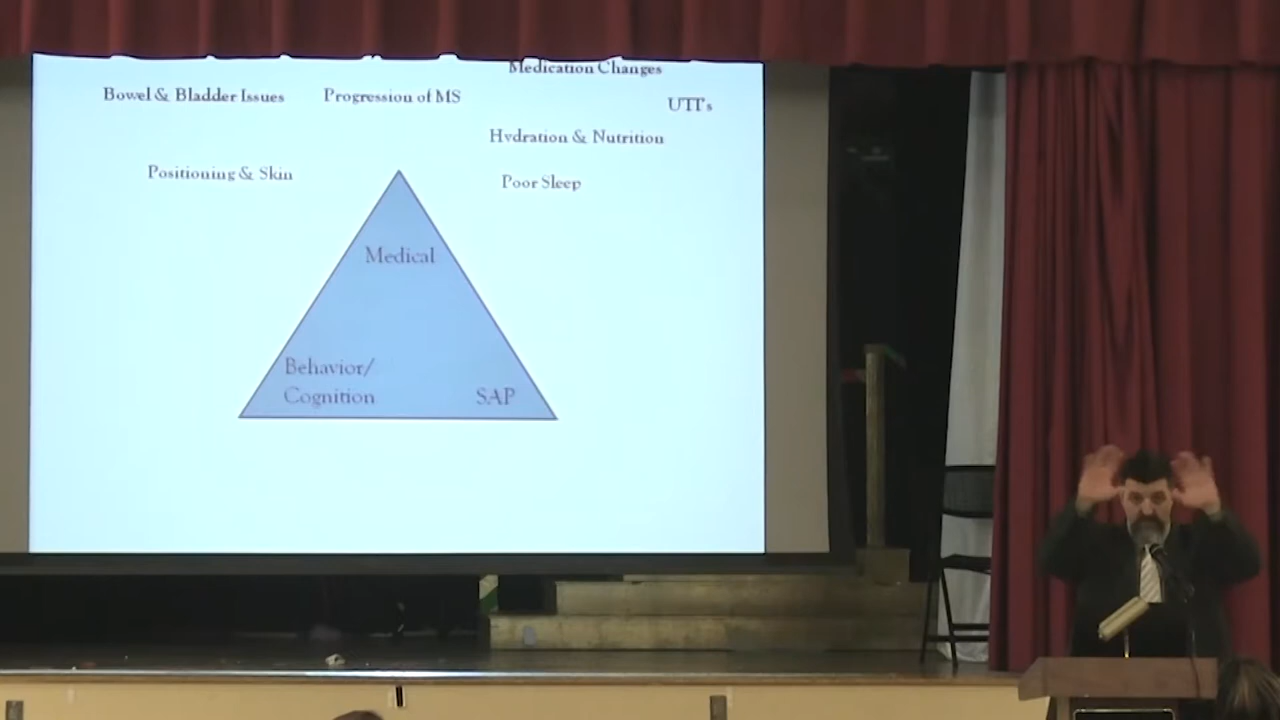 Medication Changes
Bowel & Bladder Issues
Progression of MS
UTI's
Hydration & Nutrition
Positioning & Skin
Poor Sleep
Medical
Behavior/
Cognition
SAP